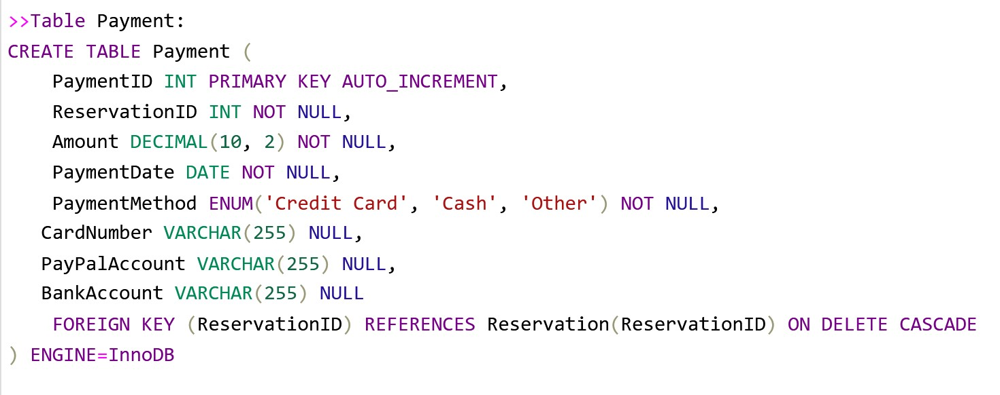 >>Table Payment:
CREATE TABLE Payment (
    PaymentID INT PRIMARY KEY AUTO_INCREMENT,
    ReservationID INT NOT NULL,
    Amount DECIMAL(10, 2) NOT NULL,
    PaymentDate DATE NOT NULL,
    PaymentMethod ENUM('Credit Card', 'Cash', 'Other') NOT NULL,
   CardNumber VARCHAR(255) NULL,
   PayPalAccount VARCHAR(255) NULL,
   BankAccount VARCHAR(255) NULL
    FOREIGN KEY (ReservationID) REFERENCES Reservation(ReservationID) ON DELETE CASCADE
) ENGINE=InnoDB